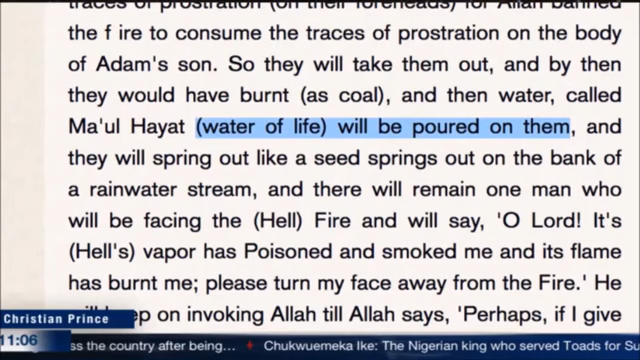 traces of prostration (on their foreheads) for Allah banned
the f ire to consume the traces of prostration on the body
of Adam's son. So they will take them out, and by then
they would have burnt (as coal), and then water, called
Ma'ul Hayat (water of life) will be poured on them, and
they will spring out like a seed springs out on the bank of
a rainwater stream, and there will remain one man who
will be facing the (Hell) Fire and will say, 'O Lord! It's
(Hell's) vapor has Poisoned and smoked me and its flame
has burnt me; please turn my face away from the Fire.' He
on invoking Allah till Allah says, 'Perhaps, if I give
Christian Prince
11:06
the country after being... Chukwuemeka Ike: The Nigerian king who served Toads for